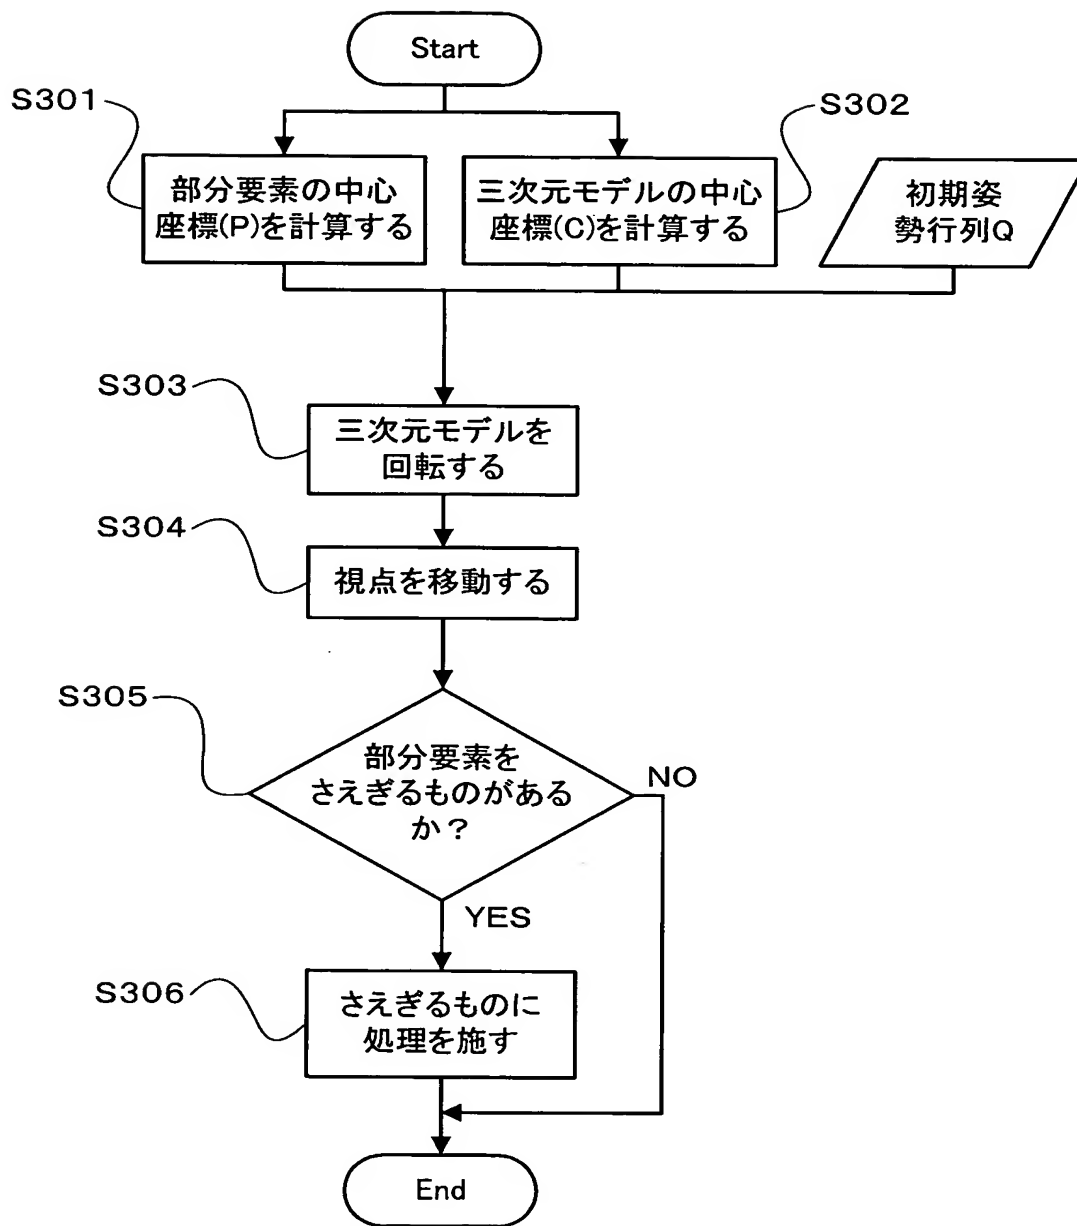 Start
S301
S302
部分要素の中心
座標(P)を計算する
三次元モデルの中心
座標(C)を計算する
初期姿
勢行列Q
S303
三次元モデルを
回転する
S304
視点を移動する
S305
部分要素を
さえぎるものがある
か？
NO
YES
S306
さえぎるものに
処理を施す
End